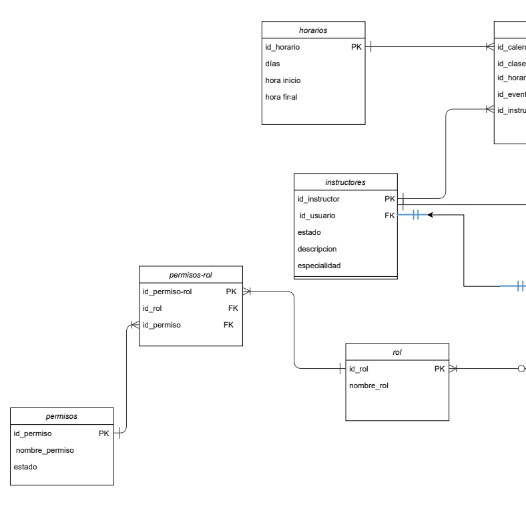 horarios
id_horario PK
días
hora inicio
hora final
instructores
id_instructor PK
id_usuario FK
estado
descripcion
especialidad
permisos-rol
id_permiso-rol PK
id_rol FK
id_permiso FK
rol
id_rol PK
nombre_rol
permisos
id_permiso PK
nombre_permiso
estado
id_calen
id_clase
id_horar
id_event
id_instru